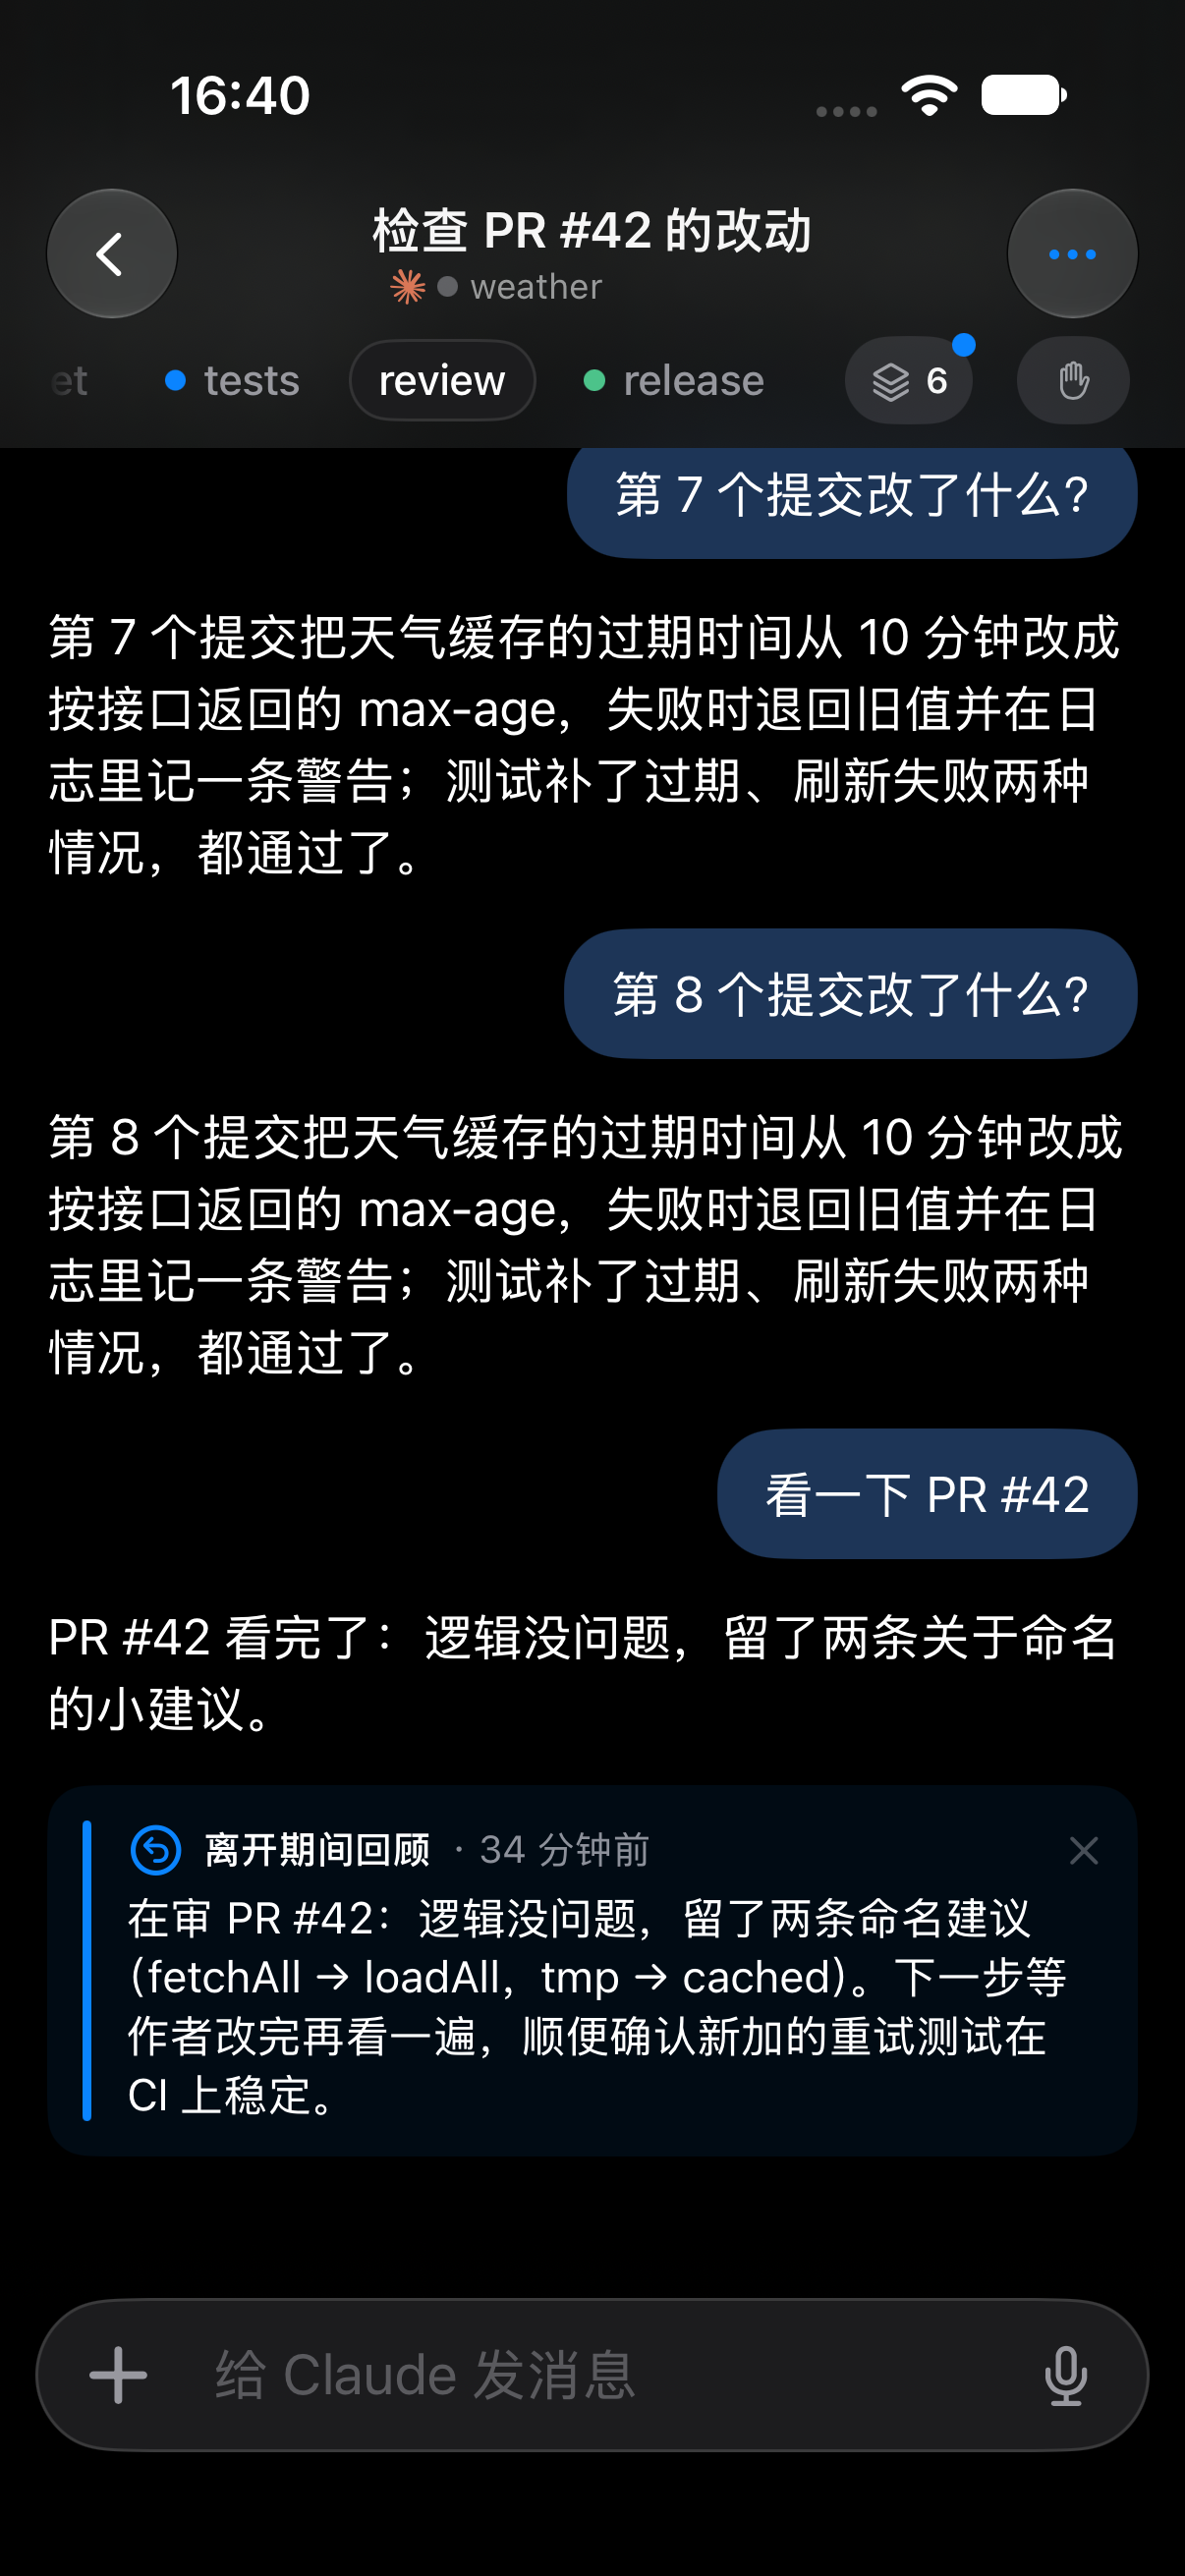 16:40
检查 PR #42 的改动
weather
et
tests
review
release
6
第 7 个提交改了什么?
第 7 个提交把天气缓存的过期时间从 10 分钟改成
按接口返回的 max-age，失败时退回旧值并在日
志里记一条警告；测试补了过期、刷新失败两种
情况，都通过了。
第 8 个提交改了什么?
第 8 个提交把天气缓存的过期时间从 10 分钟改成
按接口返回的 max-age，失败时退回旧值并在日
志里记一条警告；测试补了过期、刷新失败两种
情况，都通过了。
看一下 PR #42
PR #42 看完了：逻辑没问题，留了两条关于命名
的小建议。
离开期间回顾 · 34 分钟前
在审 PR #42：逻辑没问题，留了两条命名建议
（fetchAll → loadAll，tmp → cached）。下一步等
作者改完再看一遍，顺便确认新加的重试测试在
CI 上稳定。
给 Claude 发消息